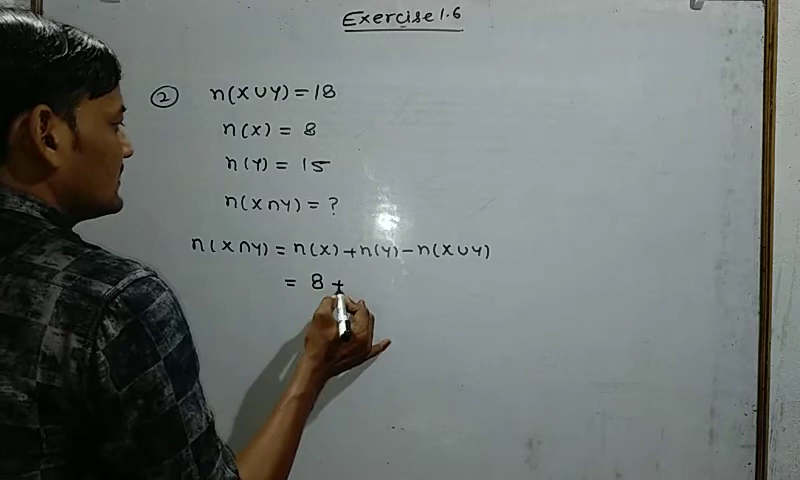 Exercise 1.6
② n(X∪Y) = 18
n(X) = 8
n(Y) = 15
n(X∩Y) = ?
n(X∩Y) = n(X) + n(Y) - n(X∪Y)
= 8 +